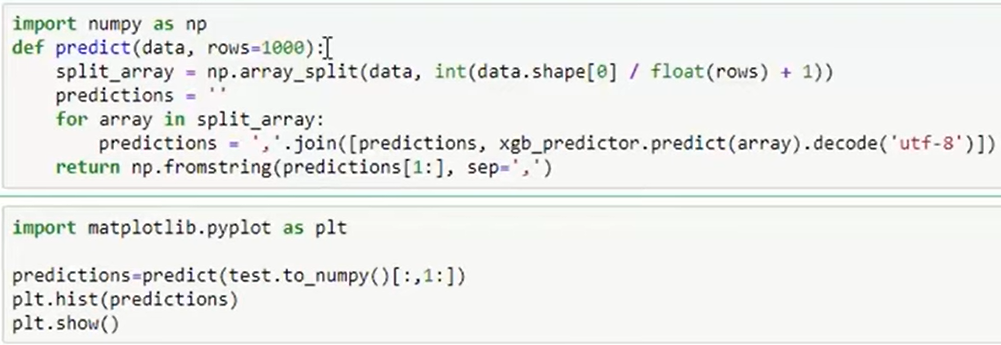 import numpy as np
def predict(data, rows=1000):
    split_array = np.array_split(data, int(data.shape[0] / float(rows) + 1))
    predictions = ''
    for array in split_array:
        predictions = ','.join([predictions, xgb_predictor.predict(array).decode('utf-8')])
    return np.fromstring(predictions[1:], sep=',')
import matplotlib.pyplot as plt
predictions=predict(test.to_numpy()[:,1:])
plt.hist(predictions)
plt.show()